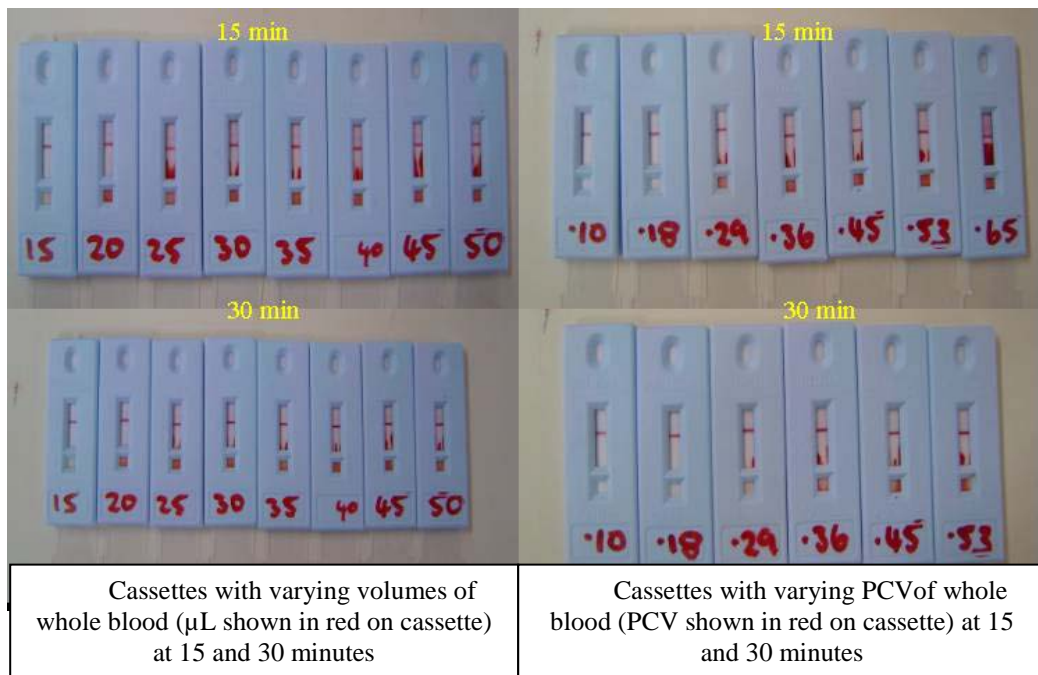 15 min
15 20 25 30 35 40 45 50
15 min
.10 .18 .29 .36 .45 .53 .65
30 min
15 20 25 30 35 40 45 50
30 min
.10 .18 .29 .36 .45 .53
Cassettes with varying volumes of
whole blood (µL shown in red on cassette)
at 15 and 30 minutes
Cassettes with varying PCVof whole
blood (PCV shown in red on cassette) at 15
and 30 minutes